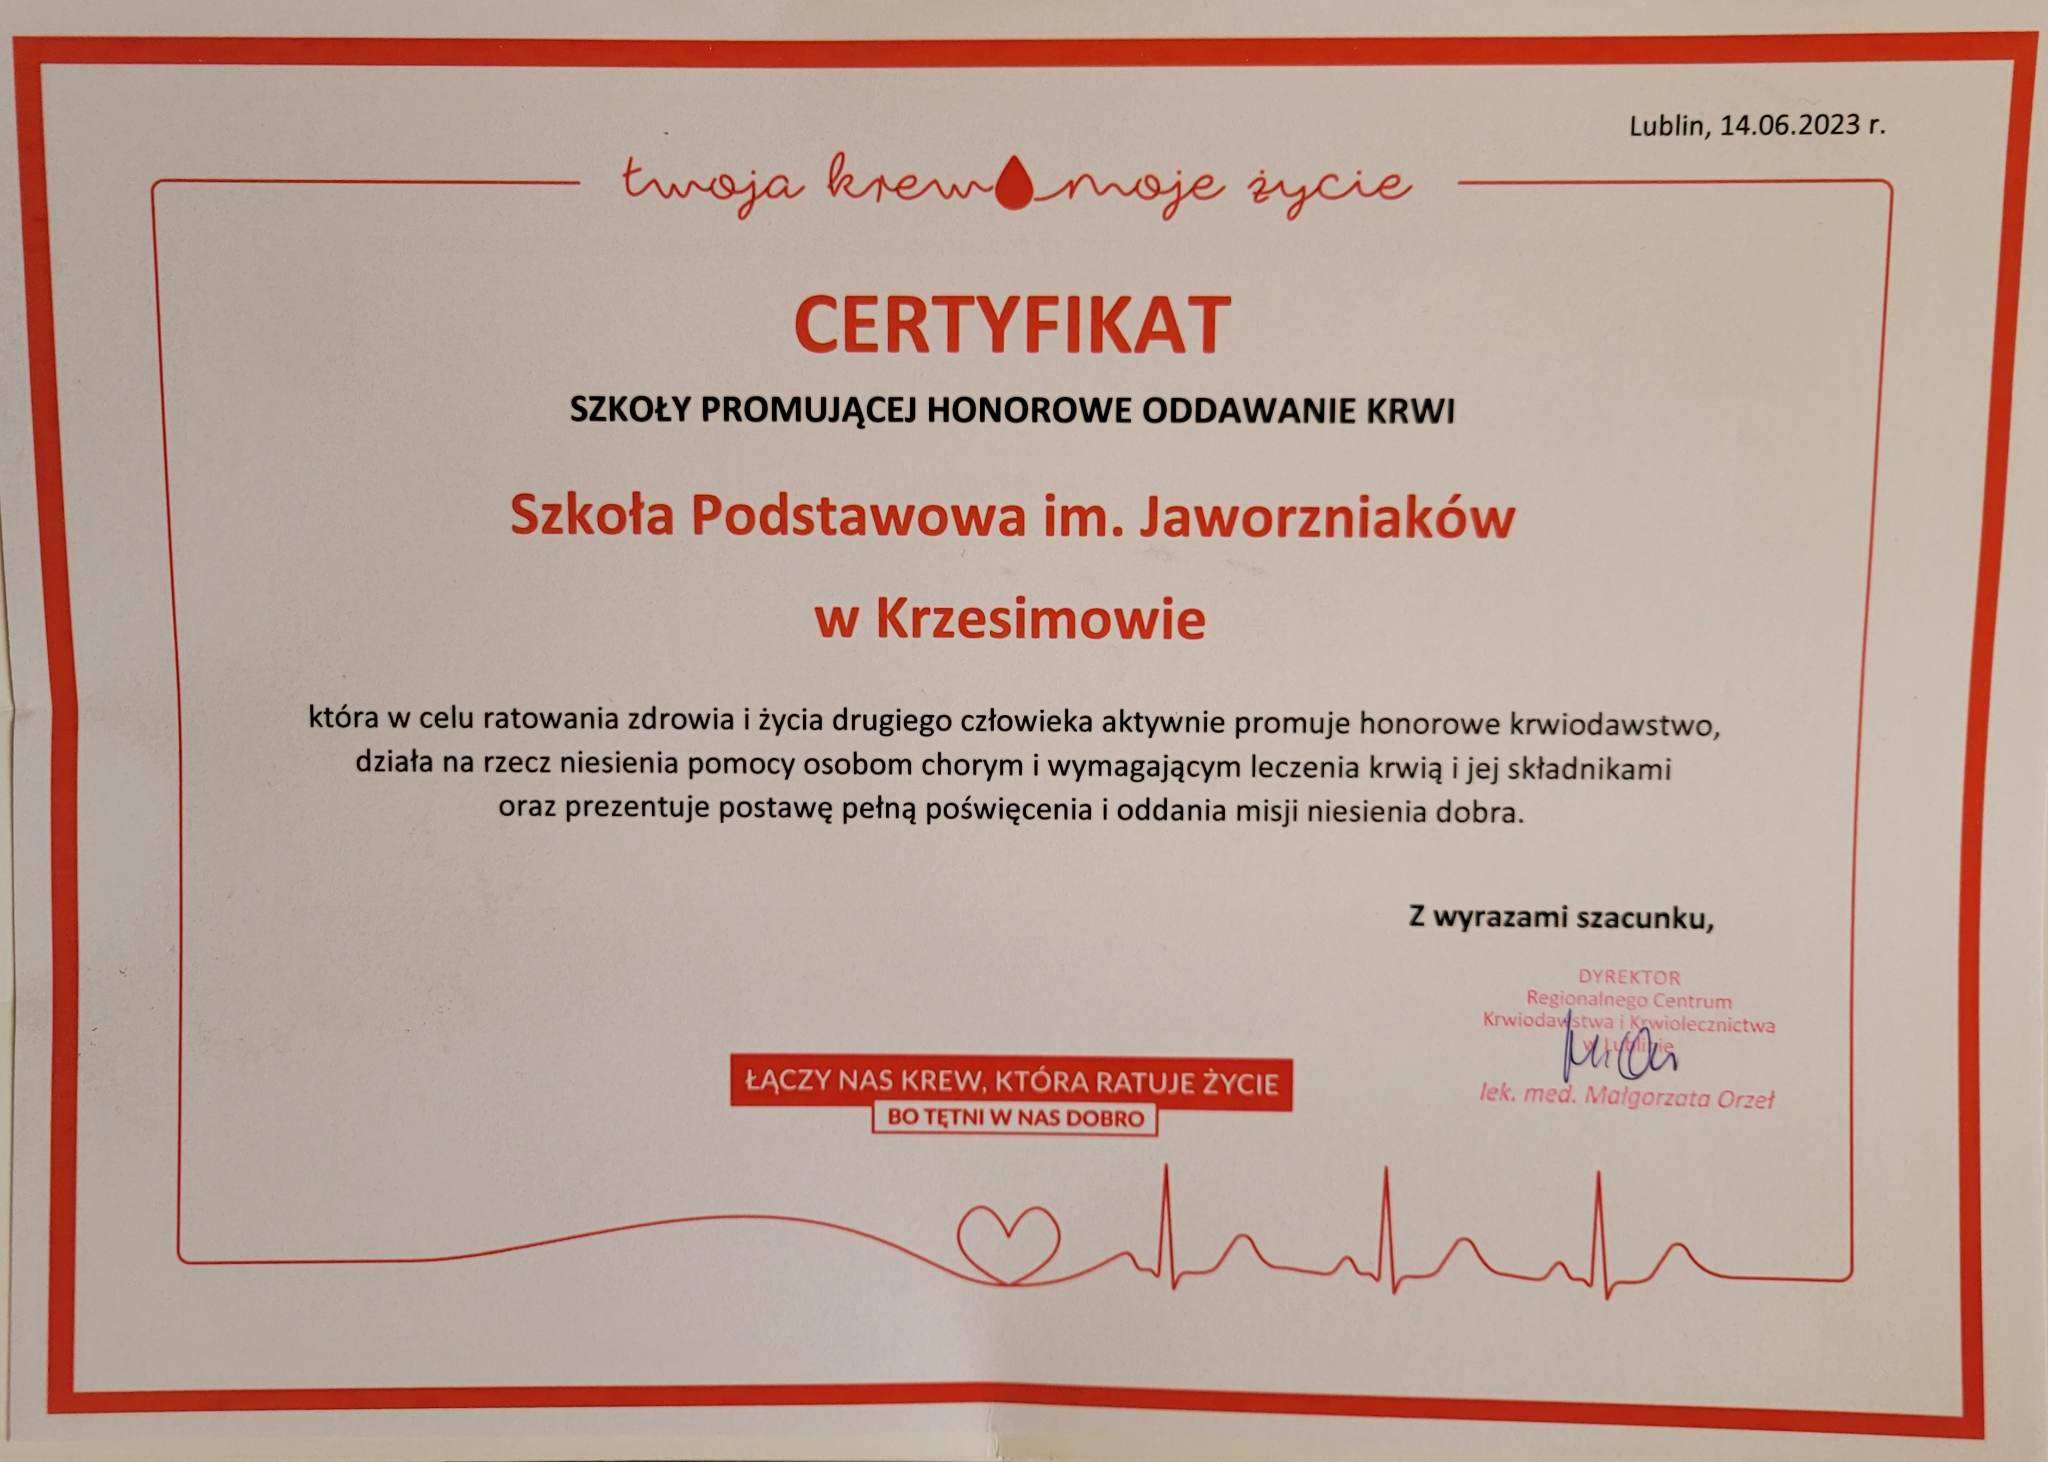 Lublin, 14.06.2023 r.
twoja krew moje życie
CERTYFIKAT
SZKOŁY PROMUJĄCEJ HONOROWE ODDAWANIE KRWI
Szkoła Podstawowa im. Jaworzniaków
w Krzesimowie
która w celu ratowania zdrowia i życia drugiego człowieka aktywnie promuje honorowe krwiodawstwo,
działa na rzecz niesienia pomocy osobom chorym i wymagającym leczenia krwią i jej składnikami
oraz prezentuje postawę pełną poświęcenia i oddania misji niesienia dobra.
Z wyrazami szacunku,
DYREKTOR
Regionalnego Centrum
Krwiodawstwa i Krwiolecznictwa
w Lublinie
lek. med. Małgorzata Orzeł
ŁĄCZY NAS KREW, KTÓRA RATUJE ŻYCIE
BO TĘTNI W NAS DOBRO